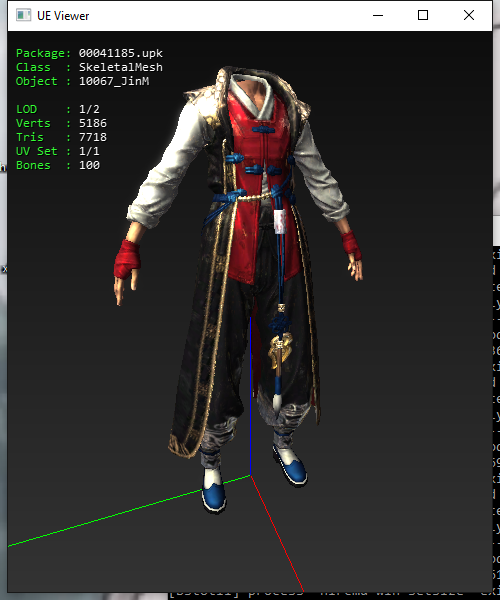 UE Viewer
Package: 00041185.upk
Class : SkeletalMesh
Object : 10067_JinM
LOD : 1/2
Verts : 5186
Tris : 7718
UV Set : 1/1
Bones : 100